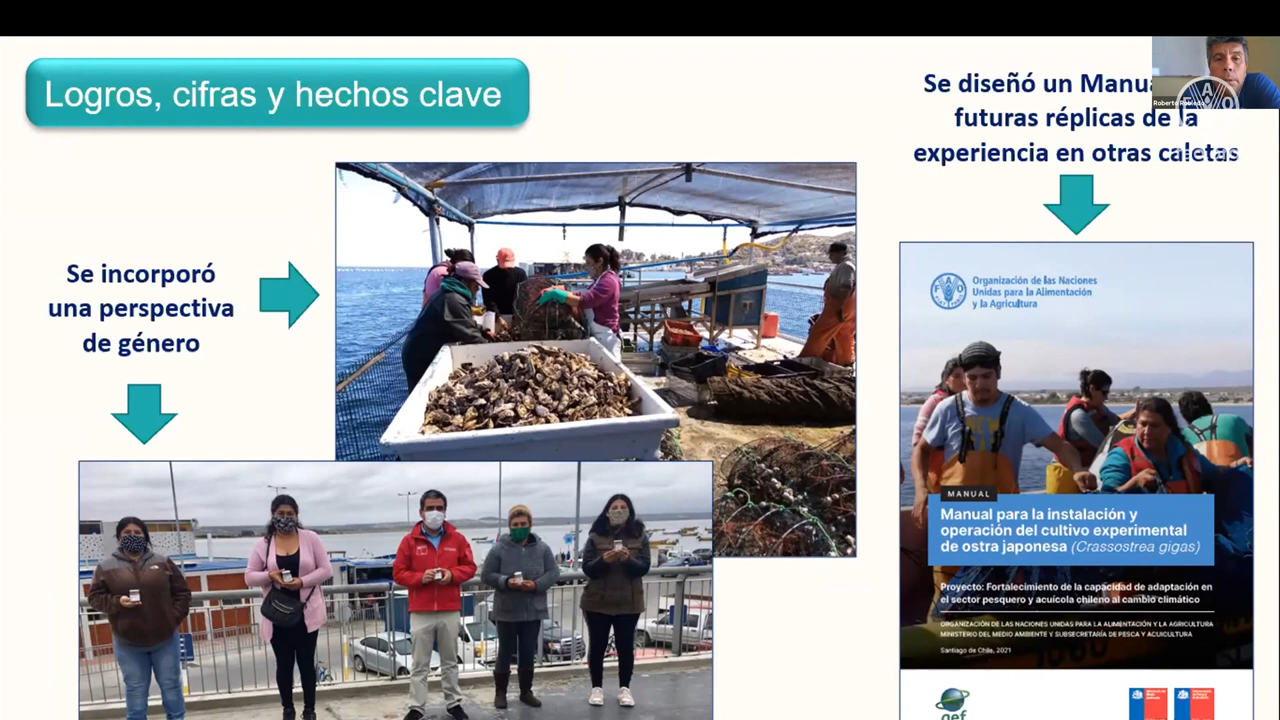 Logros, cifras y hechos clave
Se incorporó
una perspectiva
de género
Se diseñó un
futuras réplicas de la
experiencia en otras caletas
Roberto
FAO
Organización de las Naciones
Unidas para la Alimentación
y la Agricultura
MANUAL
Manual para la instalación y
operación del cultivo experimental
de ostra japonesa (Crassostrea gigas)
Proyecto: Fortalecimiento de la capacidad de adaptación en
el sector pesquero y acuícola chileno al cambio climático
ORGANIZACIÓN DE LAS NACIONES UNIDAS PARA LA ALIMENTACIÓN Y LA AGRICULTURA
MINISTERIO DEL MEDIO AMBIENTE Y SUBSECRETARÍA DE PESCA Y ACUICULTURA
Santiago de Chile, 2021
gef